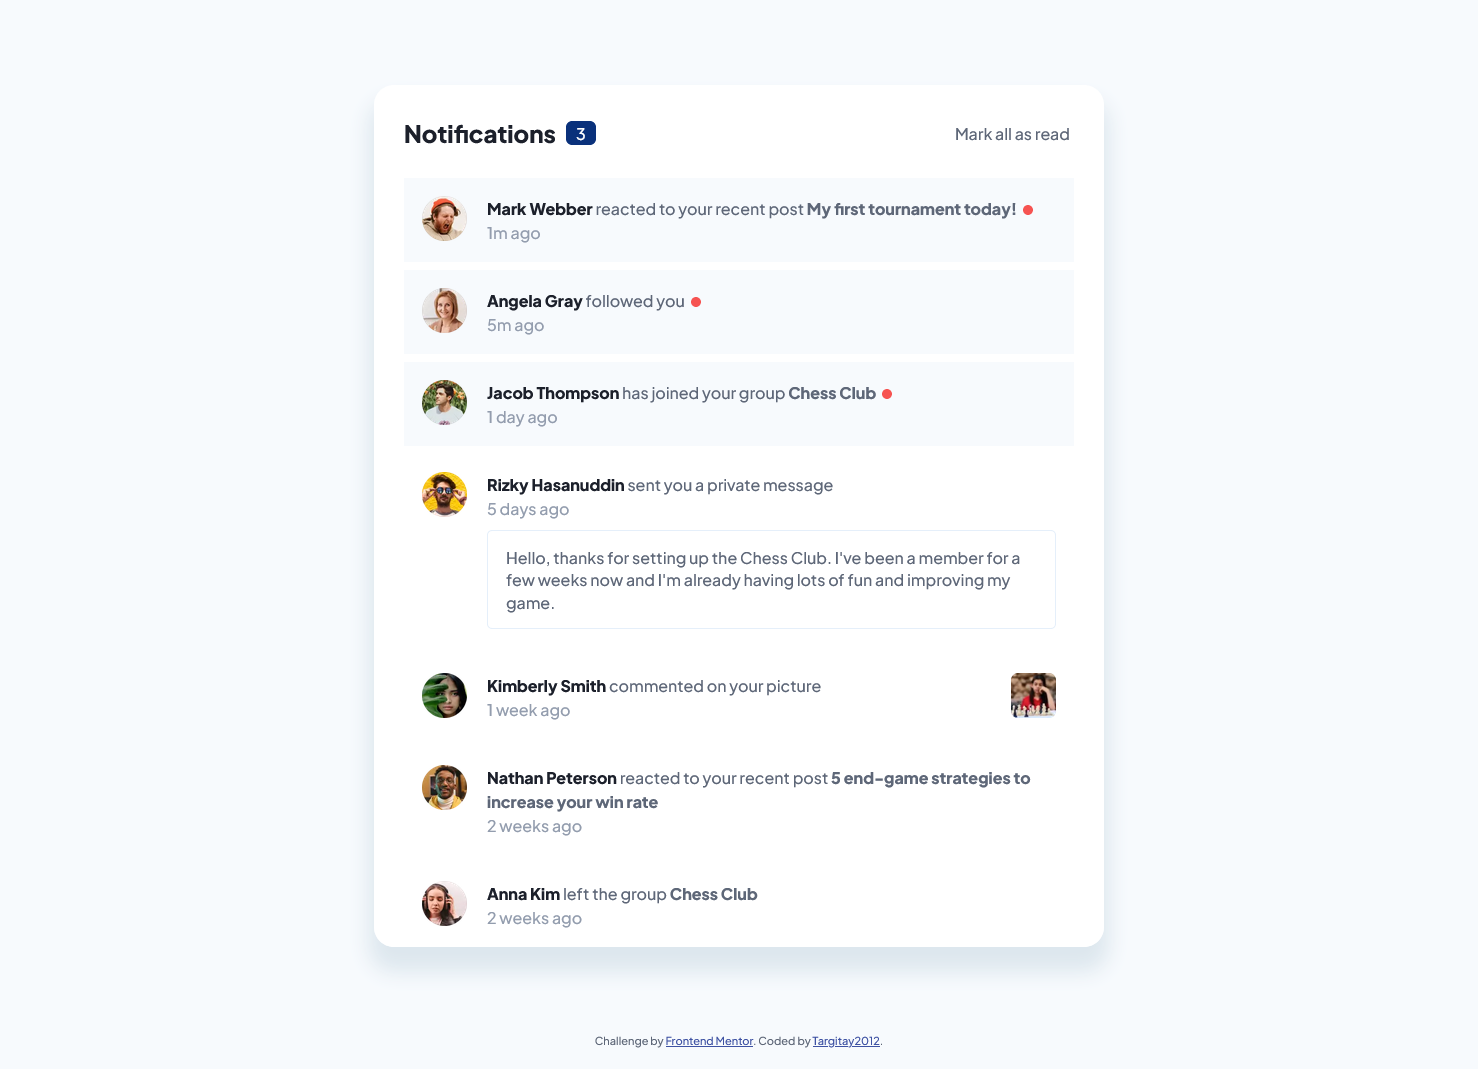 Notifications 3 Mark all as read
Mark Webber reacted to your recent post My first tournament today!
1m ago
Angela Gray followed you
5m ago
Jacob Thompson has joined your group Chess Club
1 day ago
Rizky Hasanuddin sent you a private message
5 days ago
Hello, thanks for setting up the Chess Club. I've been a member for a
few weeks now and I'm already having lots of fun and improving my
game.
Kimberly Smith commented on your picture
1 week ago
Nathan Peterson reacted to your recent post 5 end-game strategies to
increase your win rate
2 weeks ago
Anna Kim left the group Chess Club
2 weeks ago
Challenge by Frontend Mentor. Coded by Targitay2012.